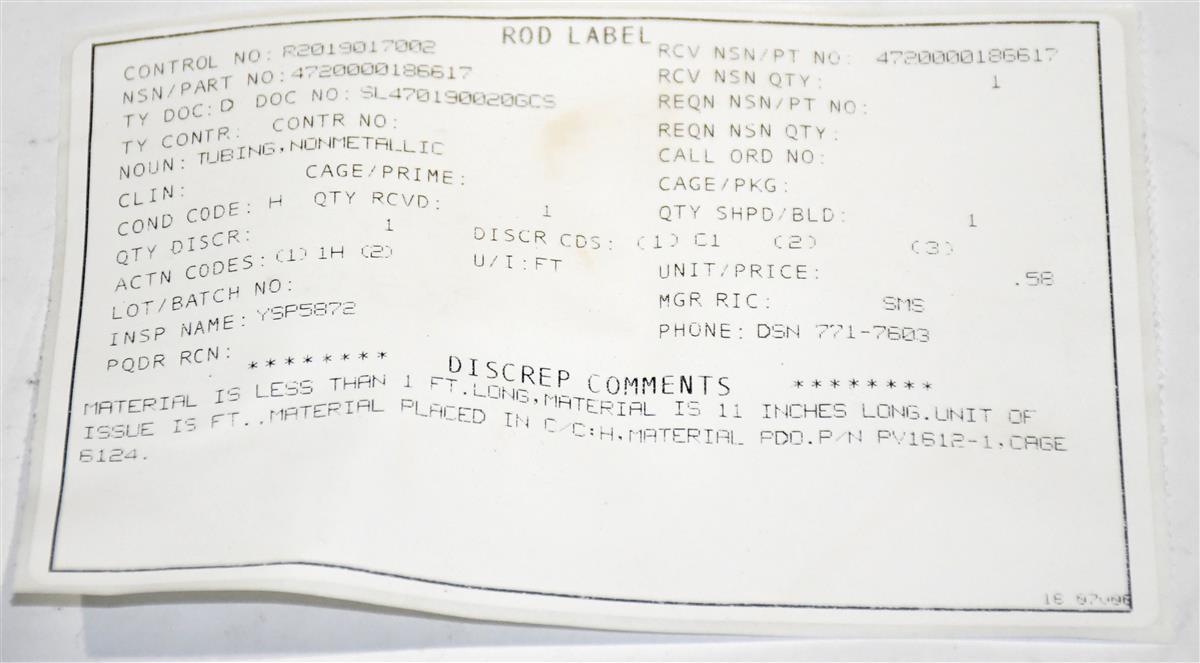 ROD LABEL
CONTROL NO: R2019017002 RCV NSN/PT NO: 4720000186617
NSN/PART NO: 4720000186617 RCV NSN QTY: 1
TY DOC: D DOC NO: SL470190020GCS REQN NSN/PT NO:
TY CONTR: CONTR NO: REQN NSN QTY:
NOUN: TUBING,NONMETALLIC CALL ORD NO:
CLIN: CAGE/PRIME: CAGE/PKG:
COND CODE: H QTY RCVD: 1 QTY SHPD/BLD: 1
QTY DISCR: 1 DISCR CDS: (1) C1 (2) (3)
ACTN CODES: (1) 1H (2) U/I: FT UNIT/PRICE: .58
LOT/BATCH NO: MGR RIC: SMS
INSP NAME: YSP5872 PHONE: DSN 771-7603
PQDR RCN:
******** DISCREP COMMENTS ********
MATERIAL IS LESS THAN 1 FT.LONG,MATERIAL IS 11 INCHES LONG.UNIT OF
ISSUE IS FT..MATERIAL PLACED IN C/C:H,MATERIAL PDO.P/N PV1612-1,CAGE
6124.